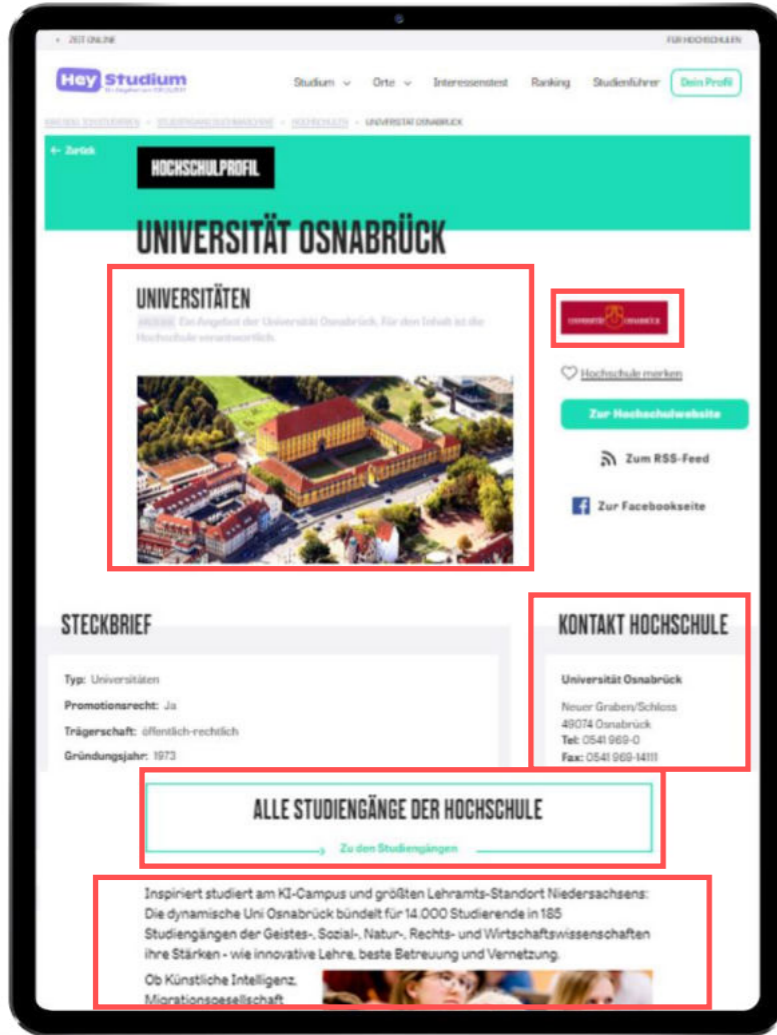 ZEIT ONLINE
FÜR HOCHSCHULEN
Hey Studium
Studium
Orte
Interessenstest
Ranking
Studienführer
Dein Profil
UNIVERSITÄT OSNABRÜCK
← Zurück
HOCHSCHULPROFIL
UNIVERSITÄT OSNABRÜCK
UNIVERSITÄTEN
Ein Angebot der Universität Osnabrück. Für den Inhalt ist die
Hochschule verantwortlich.
UNIVERSITÄT OSNABRÜCK
Hochschule merken
Zur Hochschulwebsite
Zum RSS-Feed
Zur Facebookseite
STECKBRIEF
Typ: Universitäten
Promotionsrecht: Ja
Trägerschaft: öffentlich-rechtlich
Gründungsjahr: 1973
KONTAKT HOCHSCHULE
Universität Osnabrück
Neuer Graben/Schloss
49074 Osnabrück
Tel: 0541 969-0
Fax: 0541 969-14111
ALLE STUDIENGÄNGE DER HOCHSCHULE
Zu den Studiengängen
Inspiriert studiert am KI-Campus und größten Lehramts-Standort Niedersachsens:
Die dynamische Uni Osnabrück bündelt für 14.000 Studierende in 185
Studiengängen der Geistes-, Sozial-, Natur-, Rechts- und Wirtschaftswissenschaften
ihre Stärken - wie innovative Lehre, beste Betreuung und Vernetzung.
Ob Künstliche Intelligenz,
Migrationsgesellschaft